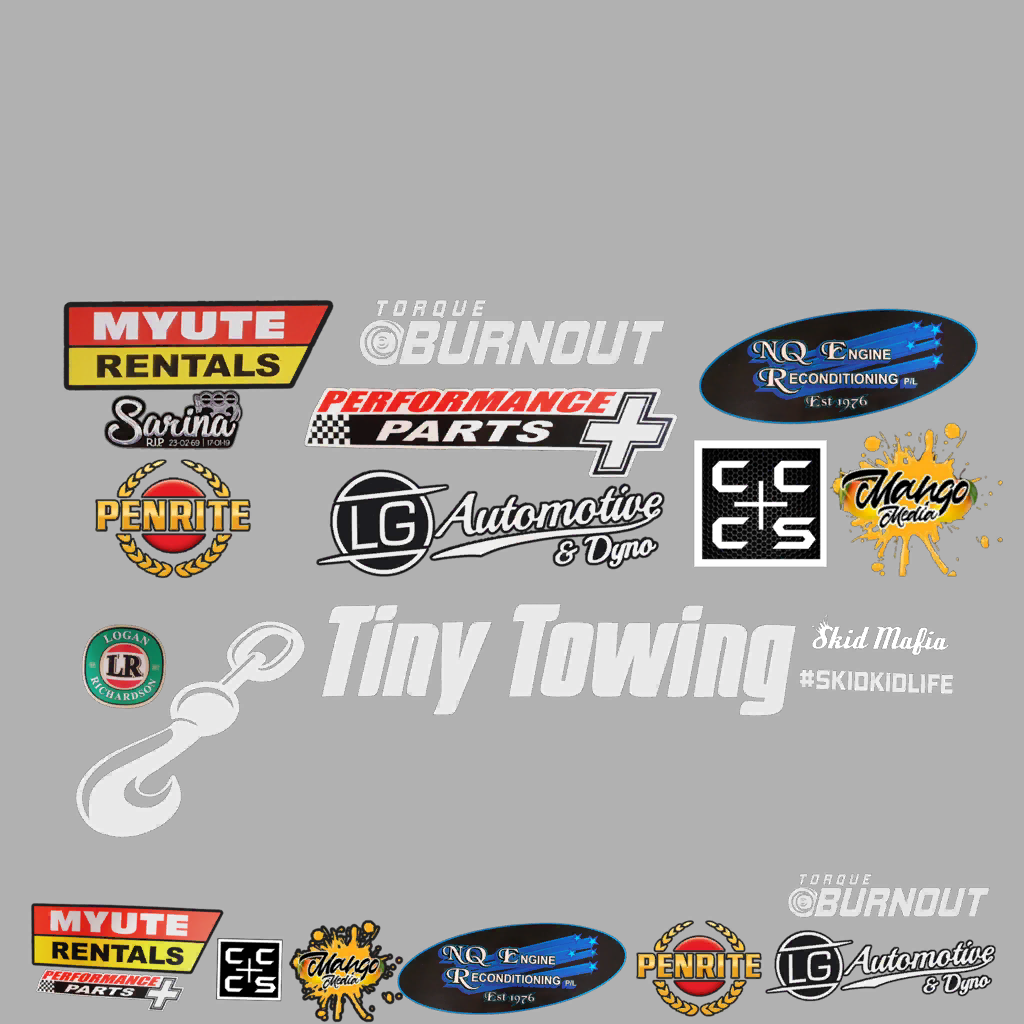 MYUTE
RENTALS
TORQUE
BURNOUT
NQ ENGINE
RECONDITIONING P/L
Est 1976
Sarina
R.I.P 23-02-69 | 17-01-19
PERFORMANCE
PARTS
PENRITE
LG Automotive
& Dyno
C C
C S
Mango
Media
LOGAN
LR
RICHARDSON
Tiny Towing
Skid Mafia
#SKIDKIDLIFE
TORQUE
BURNOUT
MYUTE
RENTALS
PERFORMANCE
PARTS
C C
C S
Mango
Media
NQ ENGINE
RECONDITIONING P/L
Est 1976
PENRITE
LG Automotive
& Dyno